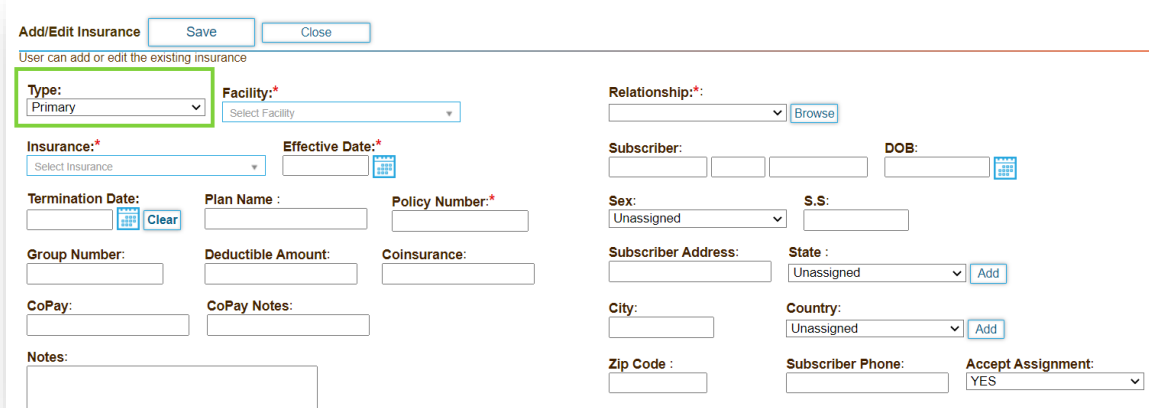 Add/Edit Insurance Save Close
User can add or edit the existing insurance
Type: Facility:* Relationship:*:
Primary Select Facility Browse
Insurance:* Effective Date:* Subscriber: DOB:
Select Insurance
Termination Date: Plan Name : Policy Number:* Sex: S.S:
Clear Unassigned
Group Number: Deductible Amount: Coinsurance: Subscriber Address: State :
Unassigned Add
CoPay: CoPay Notes: City: Country:
Unassigned Add
Notes: Zip Code : Subscriber Phone: Accept Assignment:
YES